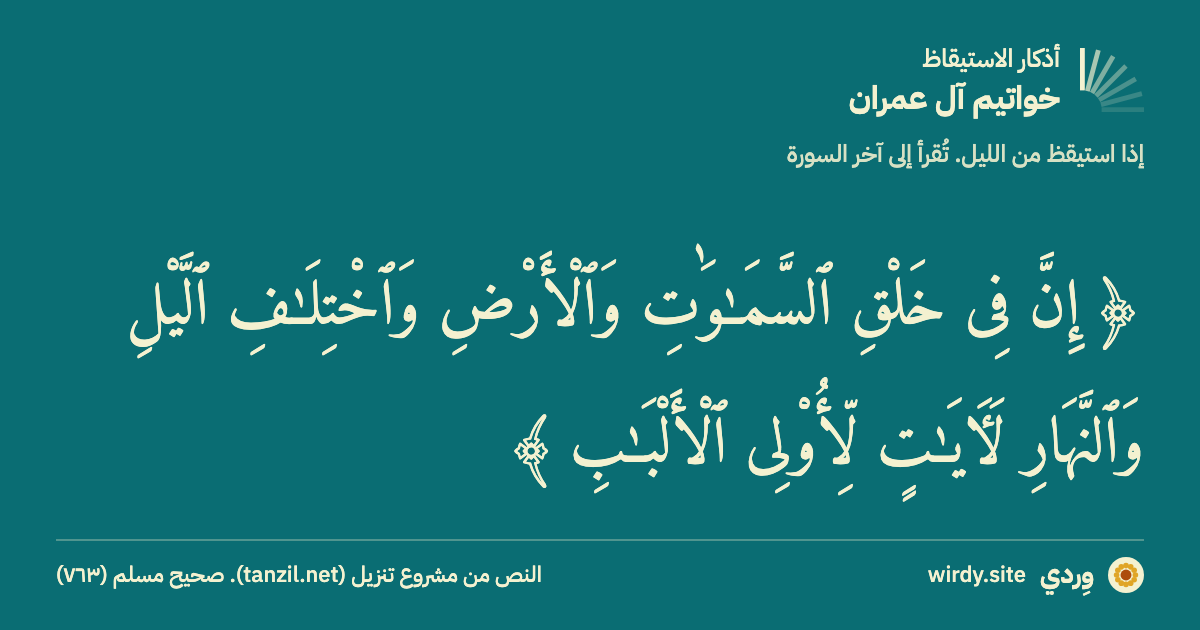 أذكار الاستيقاظ
خواتيم آل عمران
إذا استيقظ من الليل. تُقرأ إلى آخر السورة
﴿ إِنَّ فِى خَلْقِ ٱلسَّمَـٰوَٰتِ وَٱلْأَرْضِ وَٱخْتِلَـٰفِ ٱلَّيْلِ
وَٱلنَّهَارِ لَـَٔايَـٰتٍ لِّأُو۟لِى ٱلْأَلْبَـٰبِ ﴾
وِردي wirdy.site
النص من مشروع تنزيل (tanzil.net). صحيح مسلم (٧٦٣)